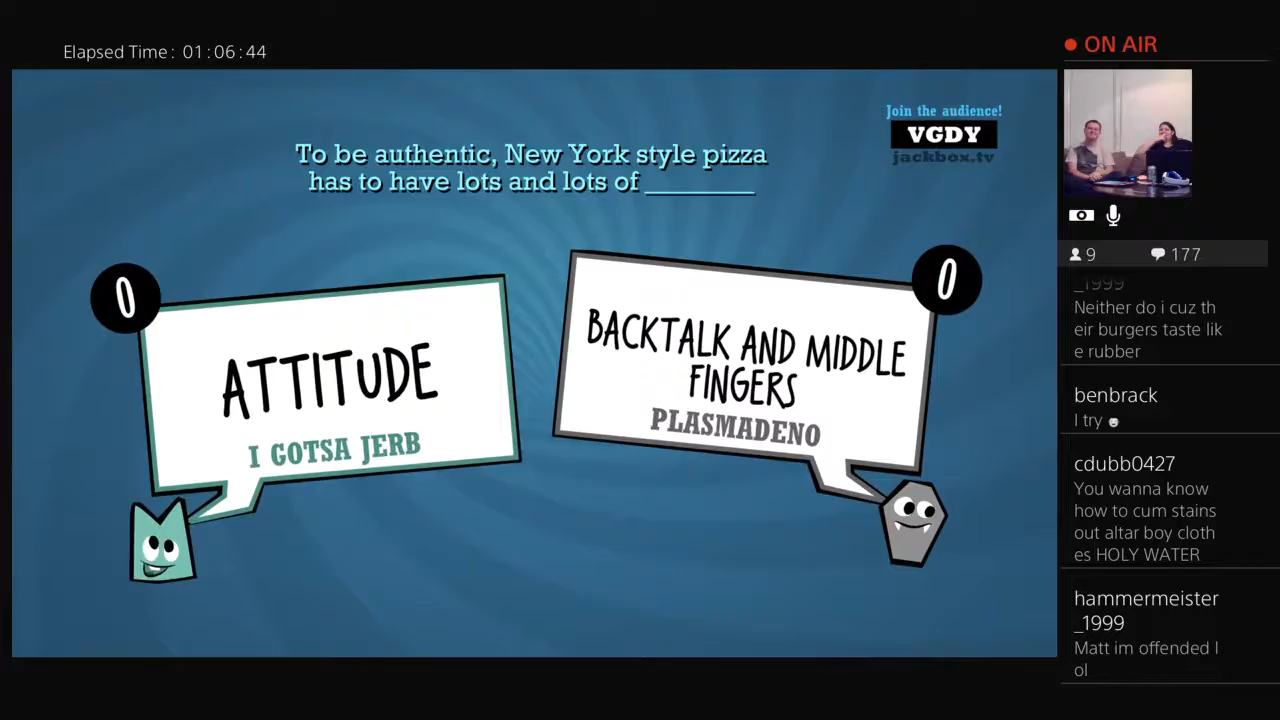 Elapsed Time: 01:06:44
ON AIR
Join the audience!
VGDY
jackbox.tv
To be authentic, New York style pizza
has to have lots and lots of ________
0
ATTITUDE
I GOTSA JERB
0
BACKTALK AND MIDDLE
FINGERS
PLASMADENO
9 177
_1999
Neither do i cuz th
eir burgers taste lik
e rubber
benbrack
I try
cdubb0427
You wanna know
how to cum stains
out altar boy cloth
es HOLY WATER
hammermeister
_1999
Matt im offended l
ol